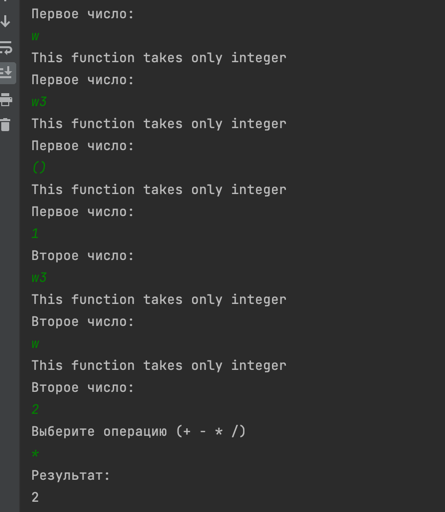 Первое число:
w
This function takes only integer
Первое число:
w3
This function takes only integer
Первое число:
()
This function takes only integer
Первое число:
1
Второе число:
w3
This function takes only integer
Второе число:
w
This function takes only integer
Второе число:
2
Выберите операцию (+ - * /)
*
Результат:
2